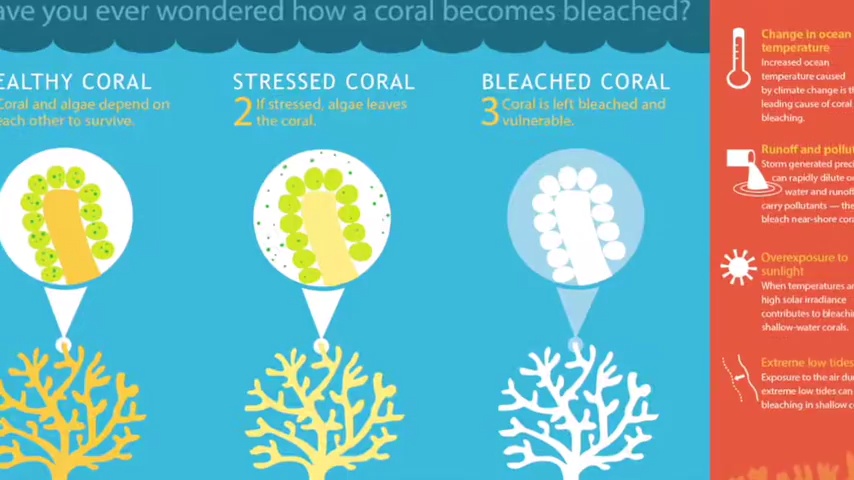 ave you ever wondered how a coral becomes bleached?
EALTHY CORAL
Coral and algae depend on
each other to survive.
STRESSED CORAL
2 If stressed, algae leaves
the coral.
BLEACHED CORAL
3 Coral is left bleached and
vulnerable.
Change in ocean
temperature
Increased ocean
temperature caused
by climate change is th
leading cause of coral
bleaching.
Runoff and pollut
Storm generated preci
can rapidly dilute oc
water and runoff
carry pollutants — the
bleach near-shore cora
Overexposure to
sunlight
When temperatures ar
high solar irradiance
contributes to bleachin
shallow-water corals.
Extreme low tides
Exposure to the air du
extreme low tides can
bleaching in shallow c